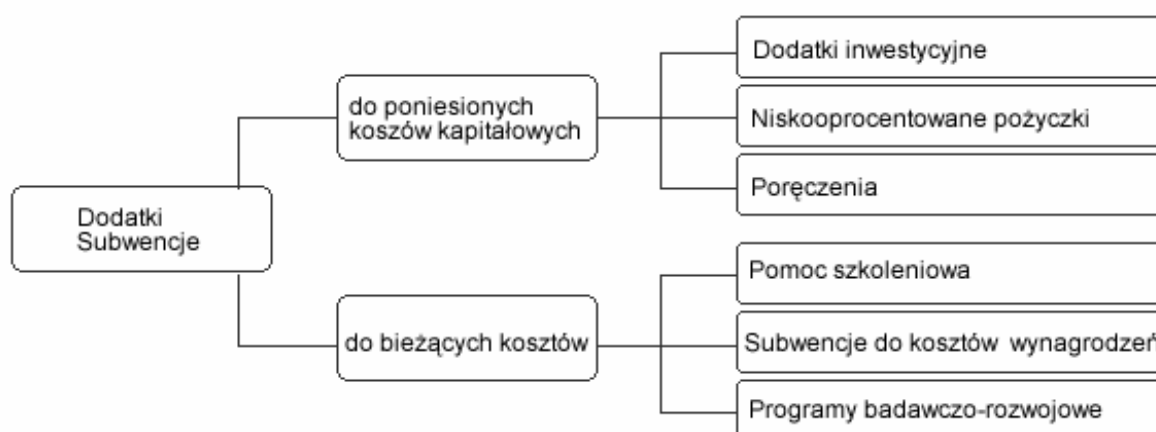 Dodatki
Subwencje
do poniesionych
koszów kapitałowych
Dodatki inwestycyjne
Niskooprocentowane pożyczki
Poręczenia
do bieżących kosztów
Pomoc szkoleniowa
Subwencje do kosztów wynagrodzeń
Programy badawczo-rozwojowe